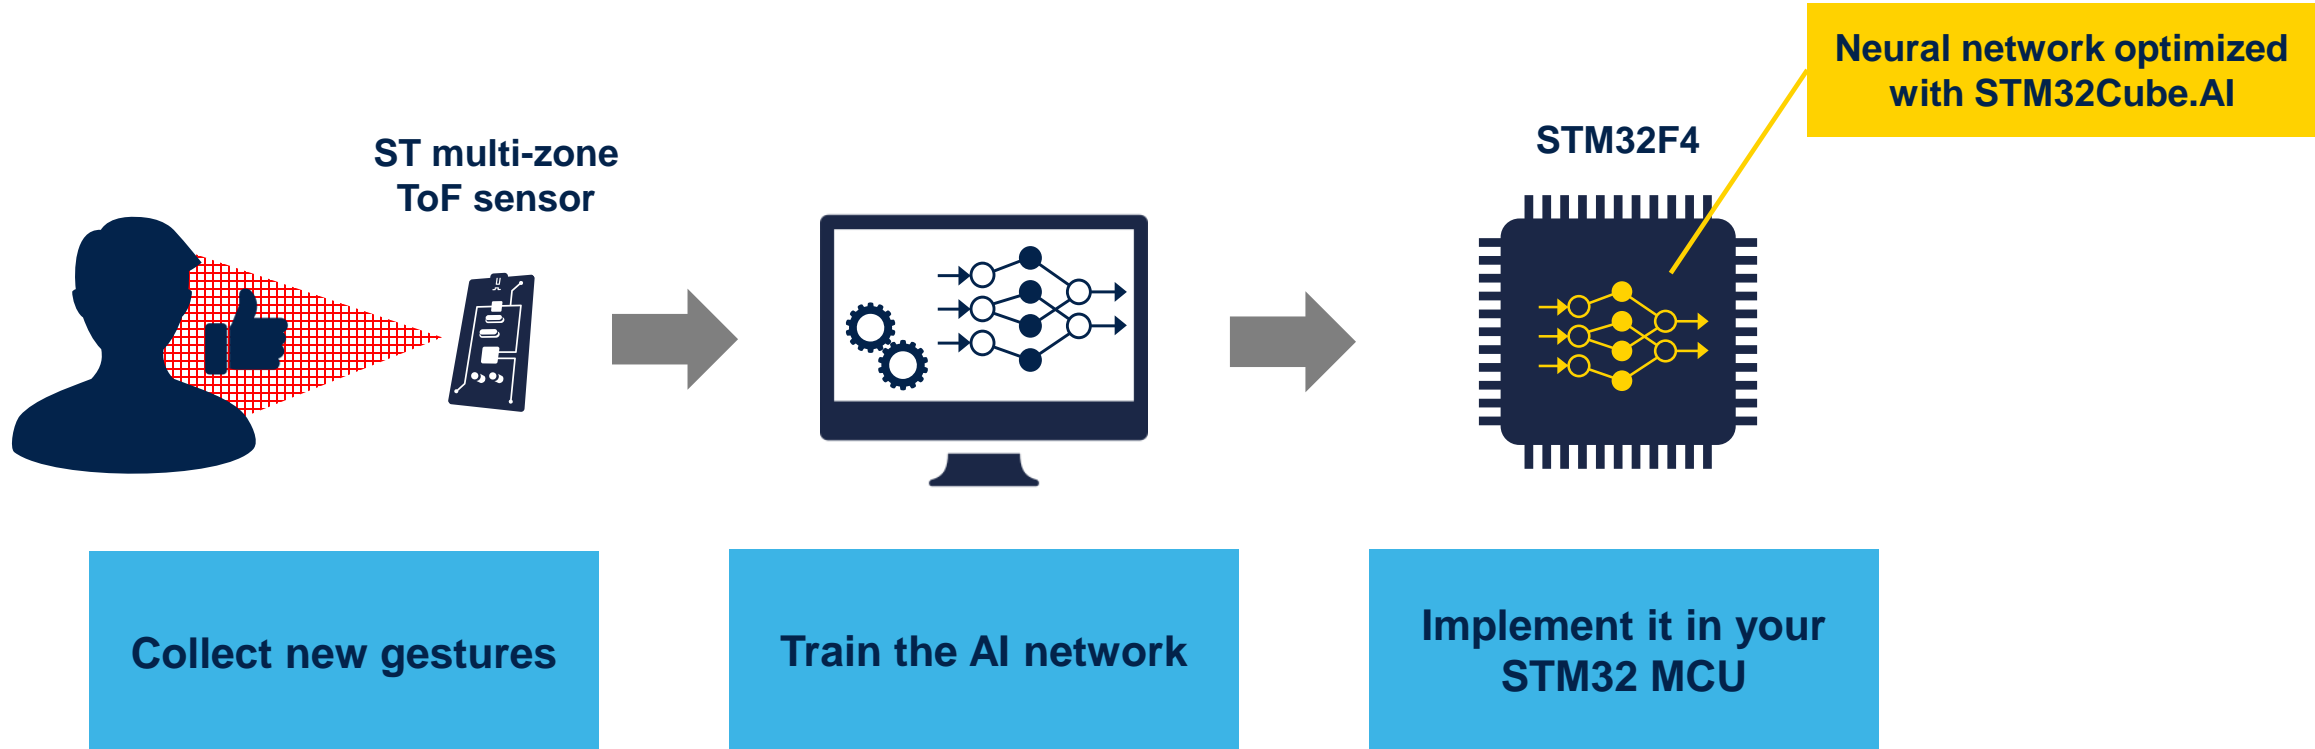 Neural network optimized
with STM32Cube.AI
ST multi-zone
ToF sensor
STM32F4
Collect new gestures
Train the AI network
Implement it in your
STM32 MCU